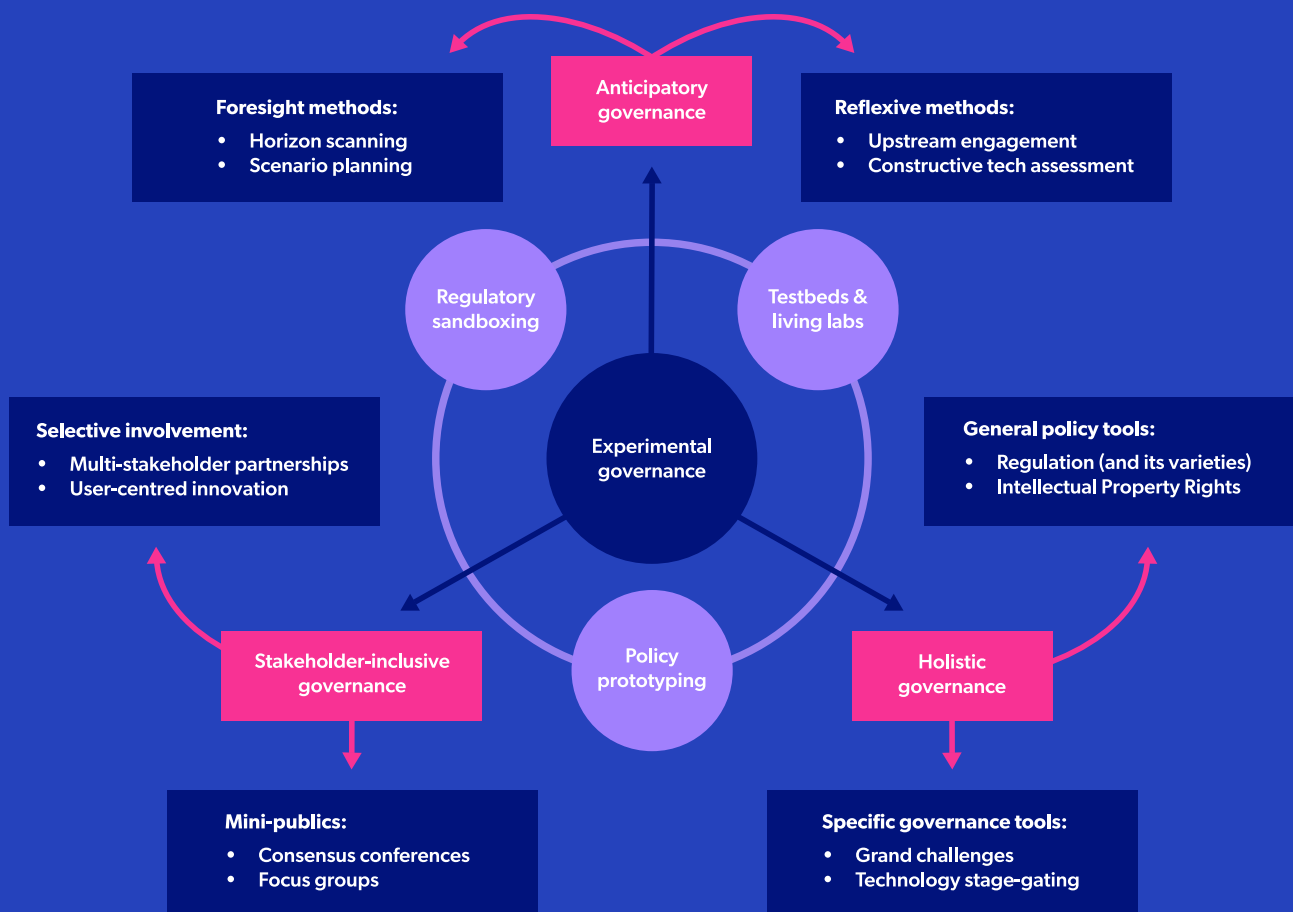 Anticipatory
governance
Foresight methods:
• Horizon scanning
• Scenario planning
Reflexive methods:
• Upstream engagement
• Constructive tech assessment
Regulatory
sandboxing
Testbeds &
living labs
Selective involvement:
• Multi-stakeholder partnerships
• User-centred innovation
Experimental
governance
General policy tools:
• Regulation (and its varieties)
• Intellectual Property Rights
Stakeholder-inclusive
governance
Policy
prototyping
Holistic
governance
Mini-publics:
• Consensus conferences
• Focus groups
Specific governance tools:
• Grand challenges
• Technology stage-gating